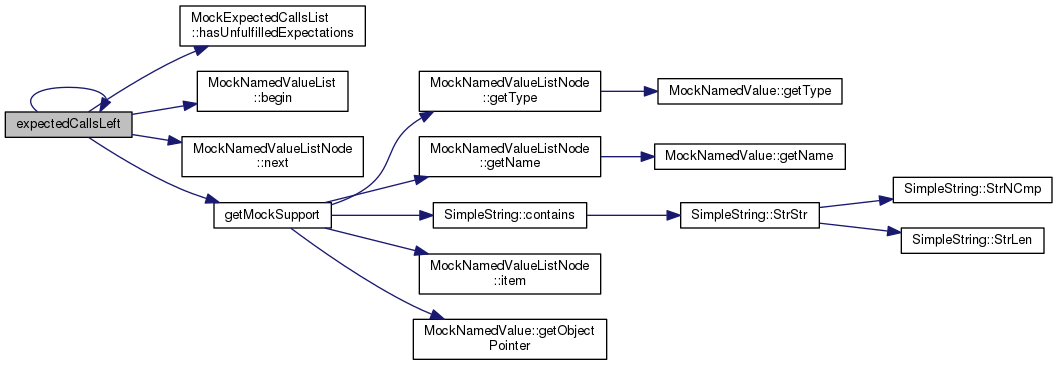 MockExpectedCallsList
::hasUnfulfilledExpectations
MockNamedValueList
::begin
expectedCallsLeft
MockNamedValueListNode
::next
getMockSupport
MockNamedValueListNode
::getType
MockNamedValue::getType
MockNamedValueListNode
::getName
MockNamedValue::getName
SimpleString::contains
SimpleString::StrStr
SimpleString::StrNCmp
SimpleString::StrLen
MockNamedValueListNode
::item
MockNamedValue::getObject
Pointer